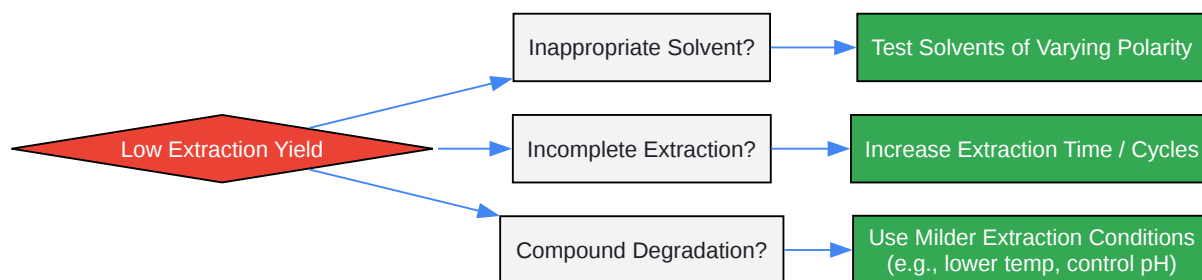 Inappropriate Solvent?
Test Solvents of Varying Polarity
Low Extraction Yield
Incomplete Extraction?
Increase Extraction Time / Cycles
Compound Degradation?
Use Milder Extraction Conditions
(e.g., lower temp, control pH)